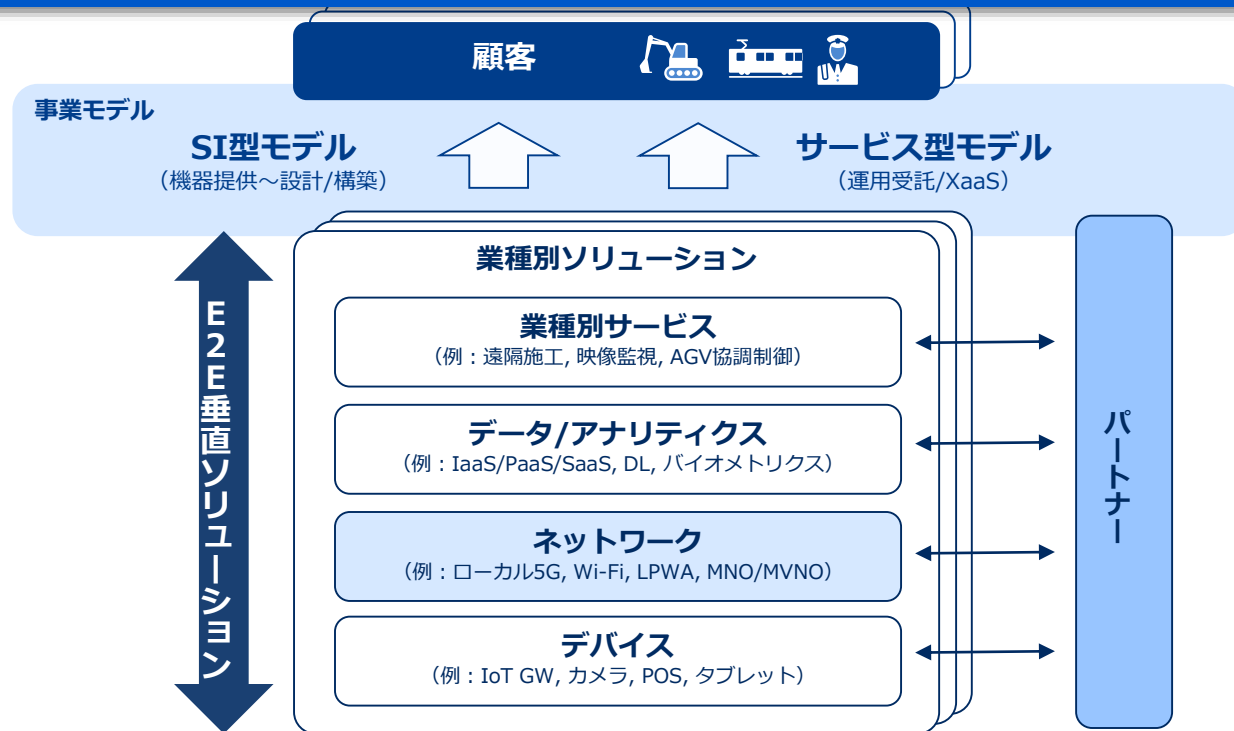 顧客
事業モデル
SI型モデル
（機器提供～設計/構築）
サービス型モデル
（運用受託/XaaS）
E2E垂直ソリューション
業種別ソリューション
業種別サービス
（例：遠隔施工, 映像監視, AGV協調制御）
データ/アナリティクス
（例：IaaS/PaaS/SaaS, DL, バイオメトリクス）
ネットワーク
（例：ローカル5G, Wi-Fi, LPWA, MNO/MVNO）
デバイス
（例：IoT GW, カメラ, POS, タブレット）
パートナー